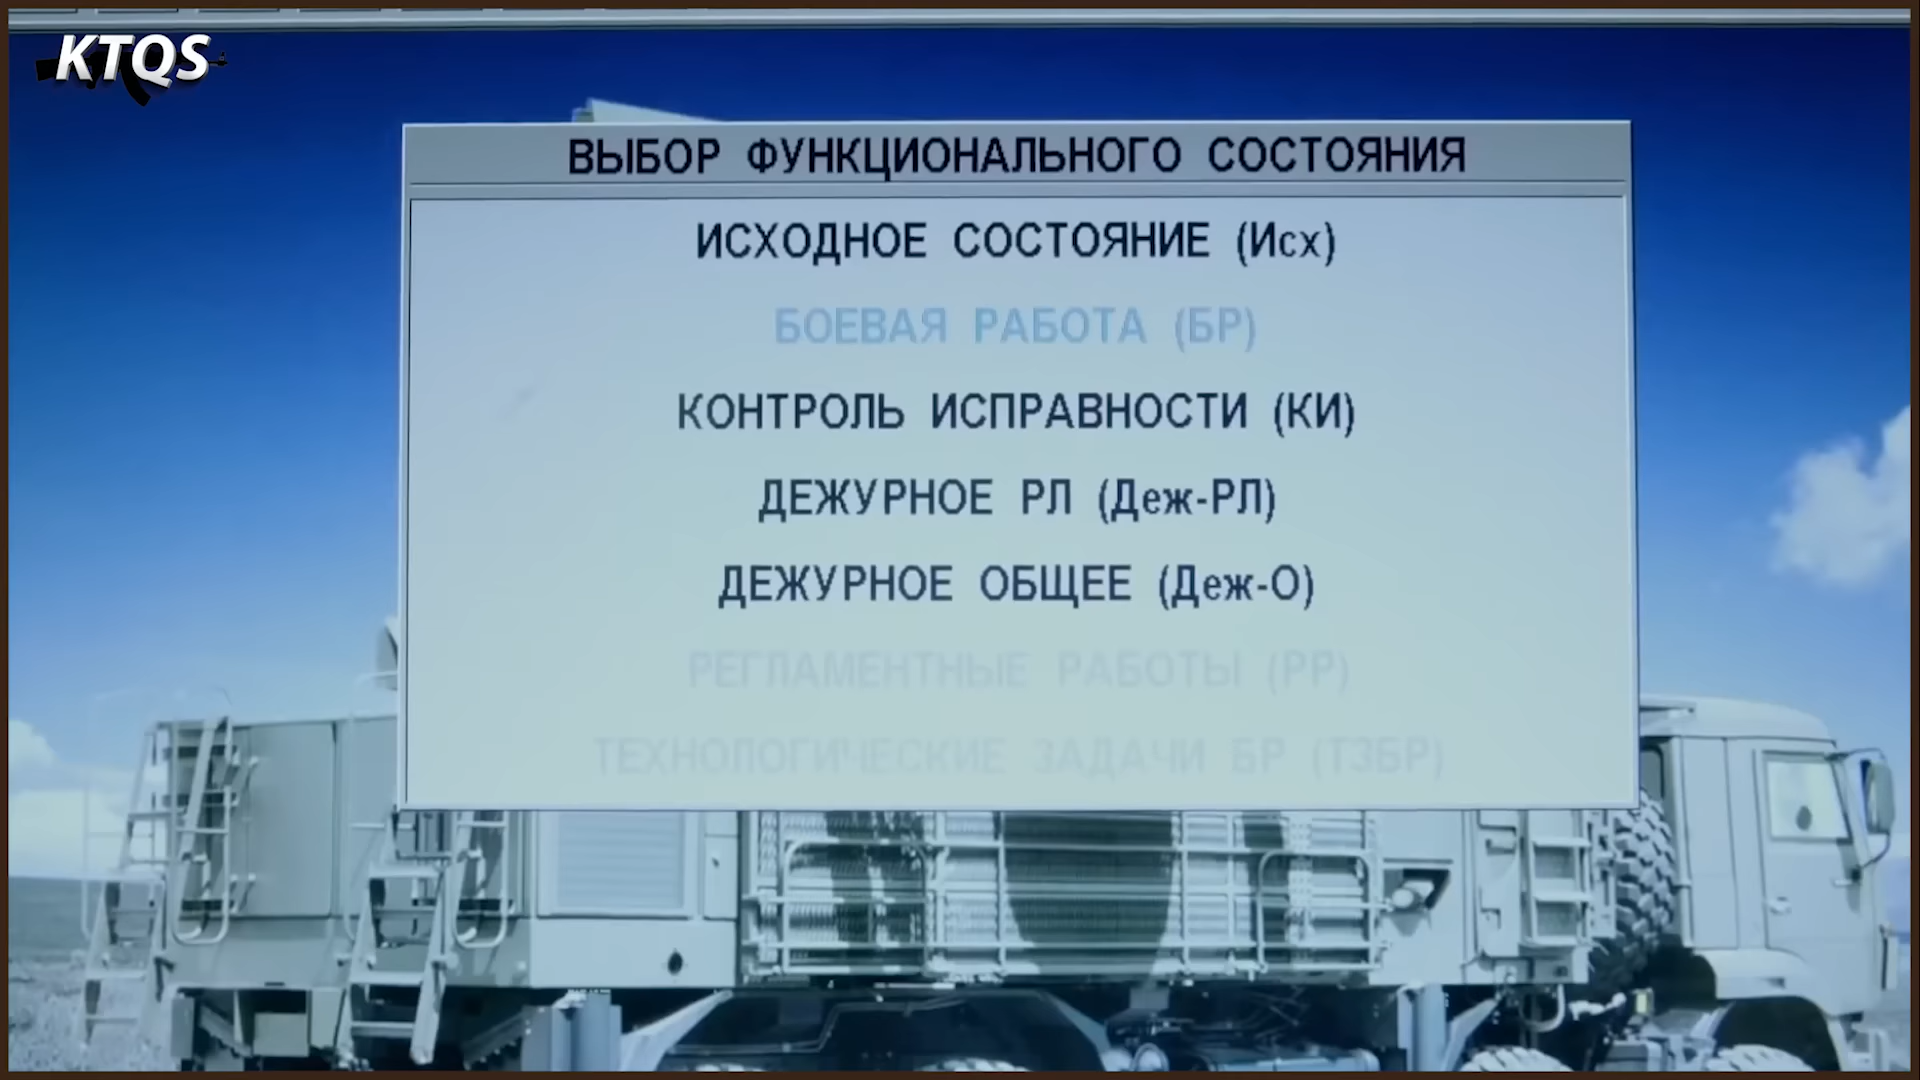 KTQS
ВЫБОР ФУНКЦИОНАЛЬНОГО СОСТОЯНИЯ
ИСХОДНОЕ СОСТОЯНИЕ (Исх)
БОЕВАЯ РАБОТА (БР)
КОНТРОЛЬ ИСПРАВНОСТИ (КИ)
ДЕЖУРНОЕ РЛ (Деж-РЛ)
ДЕЖУРНОЕ ОБЩЕЕ (Деж-О)
РЕГЛАМЕНТНЫЕ РАБОТЫ (РР)
ТЕХНОЛОГИЧЕСКИЕ ЗАДАЧИ БР (ТЗБР)